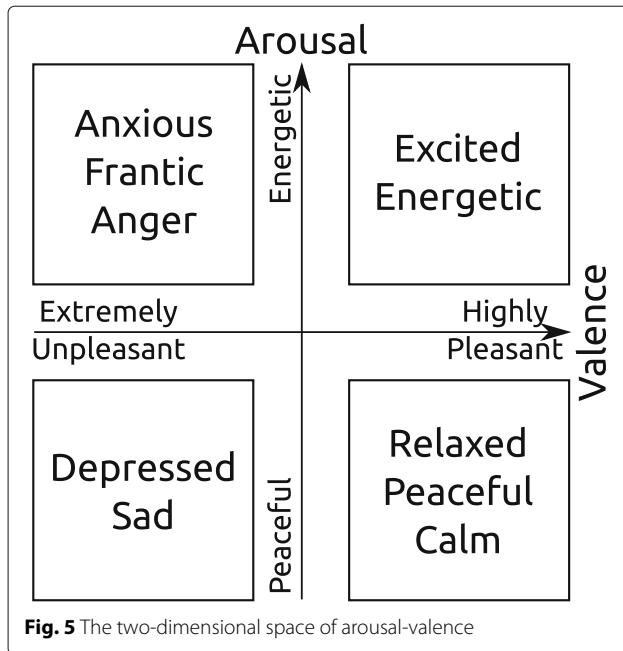 Arousal
Energetic
Anxious
Frantic
Anger
Excited
Energetic
Extremely
Unpleasant
Highly
Pleasant
Valence
Depressed
Sad
Peaceful
Relaxed
Peaceful
Calm
Fig. 5 The two-dimensional space of arousal-valence